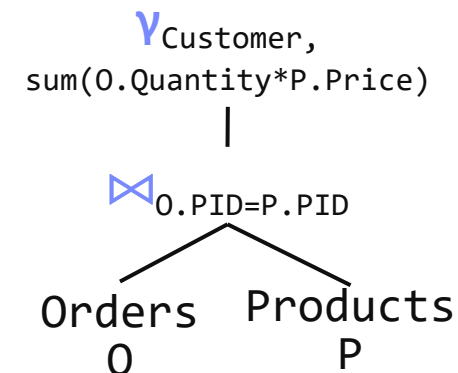 γCustomer,
sum(O.Quantity*P.Price)
⋈O.PID=P.PID
Orders Products
O P